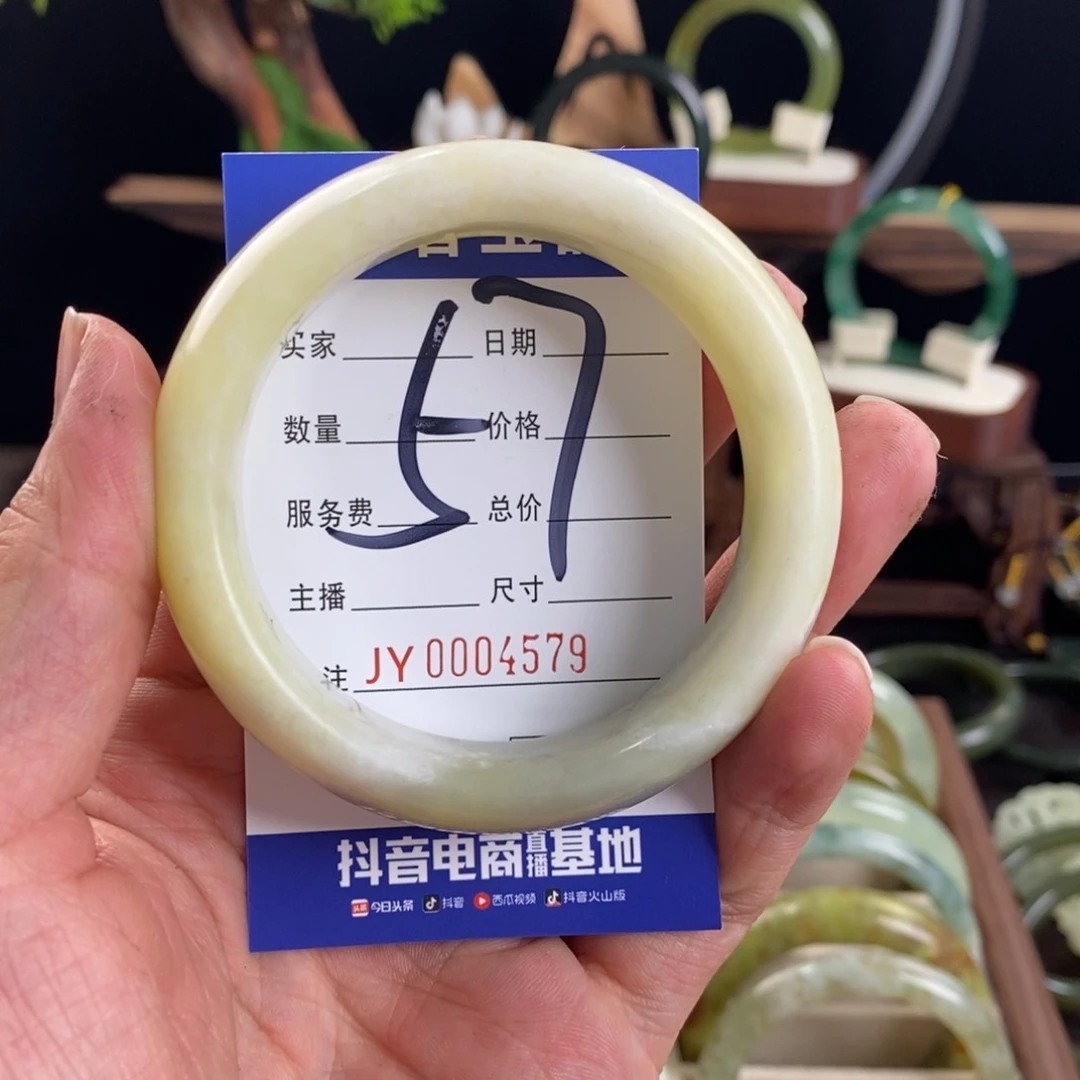 57
买家 日期
数量 价格
服务费 总价
主播 尺寸
注 JY 0004579
抖音电商直播基地
今日头条 抖音 西瓜视频 抖音火山版